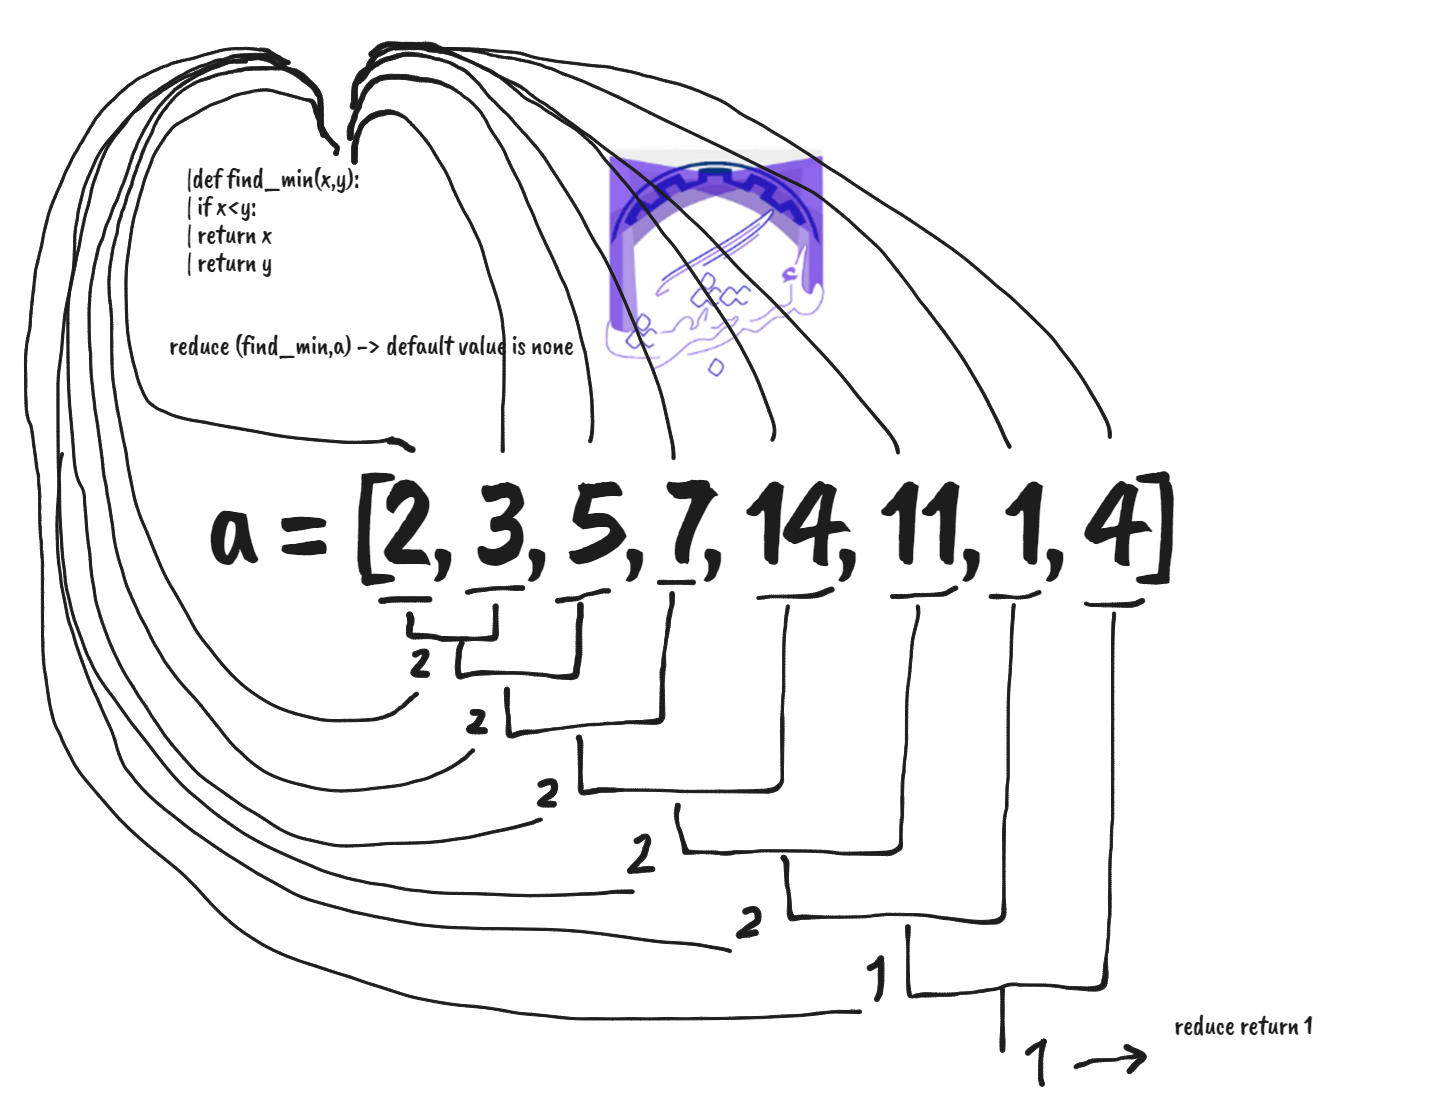 |def find_min(x,y):
| if x<y:
| return x
| return y
reduce (find_min,a) -> default value is none
a = [2, 3, 5, 7, 14, 11, 1, 4]
2
2
2
2
2
1
reduce return 1
1 →